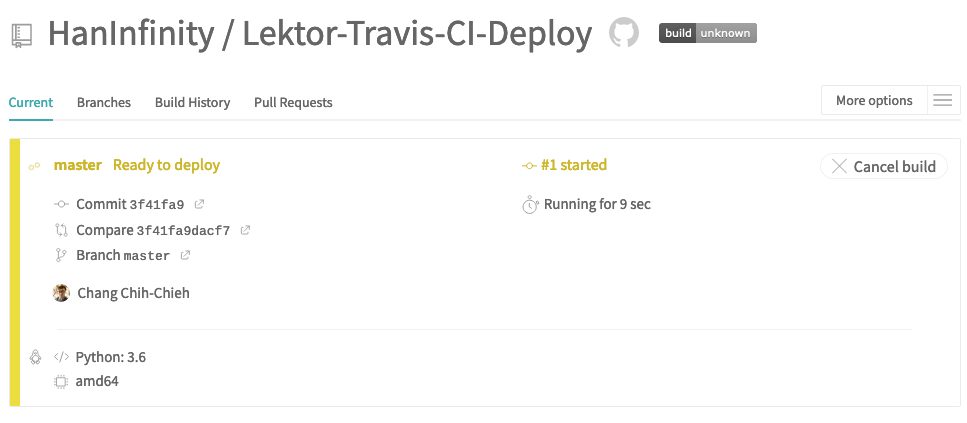 HanInfinity / Lektor-Travis-CI-Deploy build unknown
Current Branches Build History Pull Requests More options
master Ready to deploy #1 started Cancel build
Commit 3f41fa9 Running for 9 sec
Compare 3f41fa9dacf7
Branch master
Chang Chih-Chieh
</> Python: 3.6
amd64